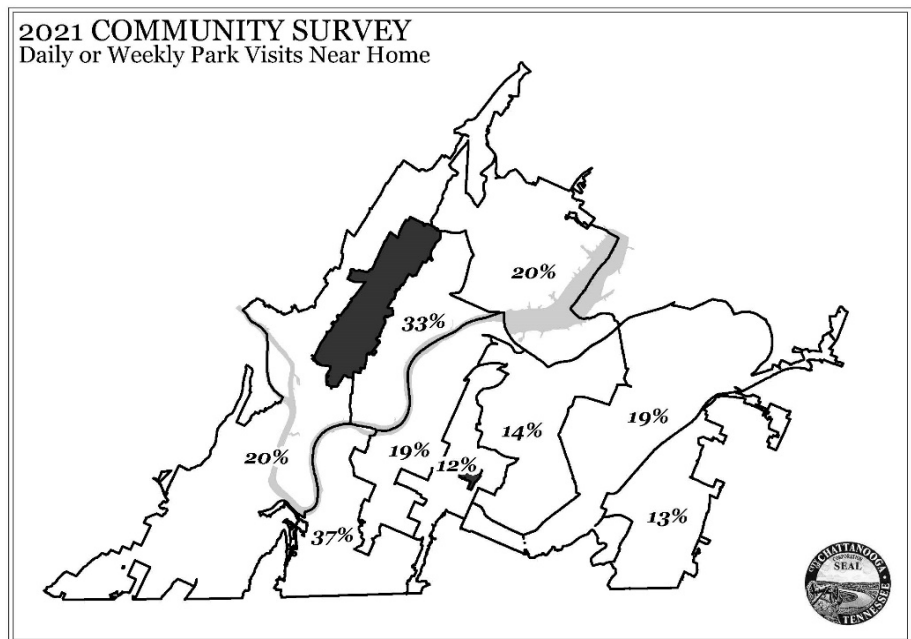 2021 COMMUNITY SURVEY
Daily or Weekly Park Visits Near Home
20%
33%
19%
14%
19%
20%
12%
13%
37%
CHATTANOOGA
CORPORATION
SEAL
TENNESSEE